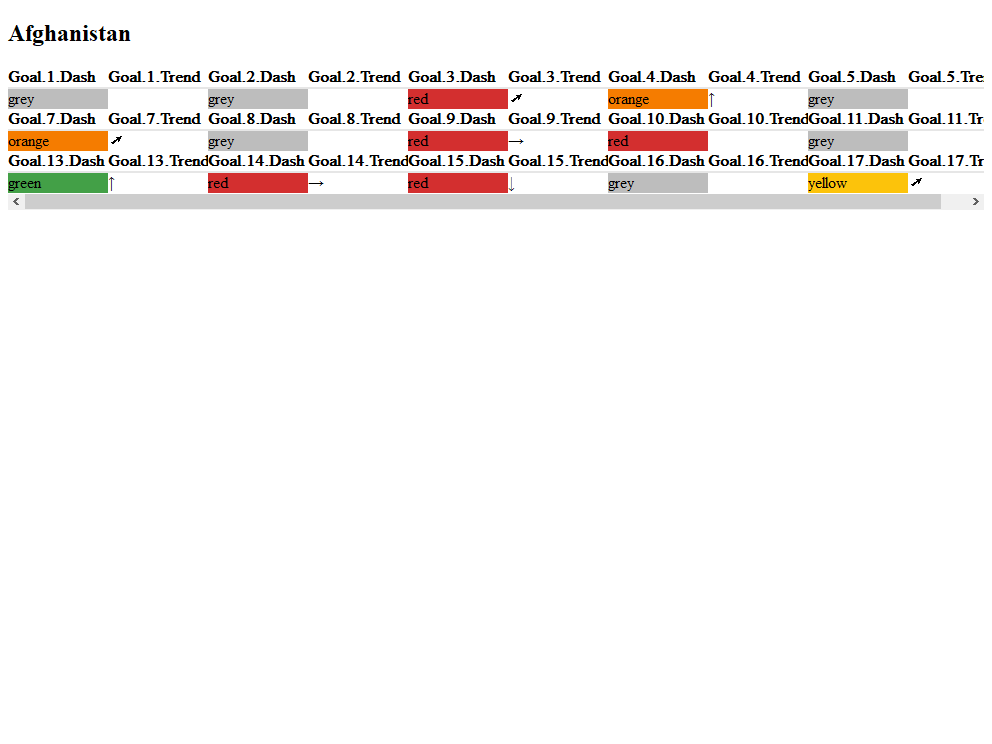 Afghanistan
Goal.1.Dash Goal.1.Trend Goal.2.Dash Goal.2.Trend Goal.3.Dash Goal.3.Trend Goal.4.Dash Goal.4.Trend Goal.5.Dash Goal.5.Tre
grey grey red ↗ orange ↑ grey
Goal.7.Dash Goal.7.Trend Goal.8.Dash Goal.8.Trend Goal.9.Dash Goal.9.Trend Goal.10.Dash Goal.10.Trend Goal.11.Dash Goal.11.Tr
orange ↗ grey red → red grey
Goal.13.Dash Goal.13.Trend Goal.14.Dash Goal.14.Trend Goal.15.Dash Goal.15.Trend Goal.16.Dash Goal.16.Trend Goal.17.Dash Goal.17.Tr
green ↑ red → red ↓ grey yellow ↗